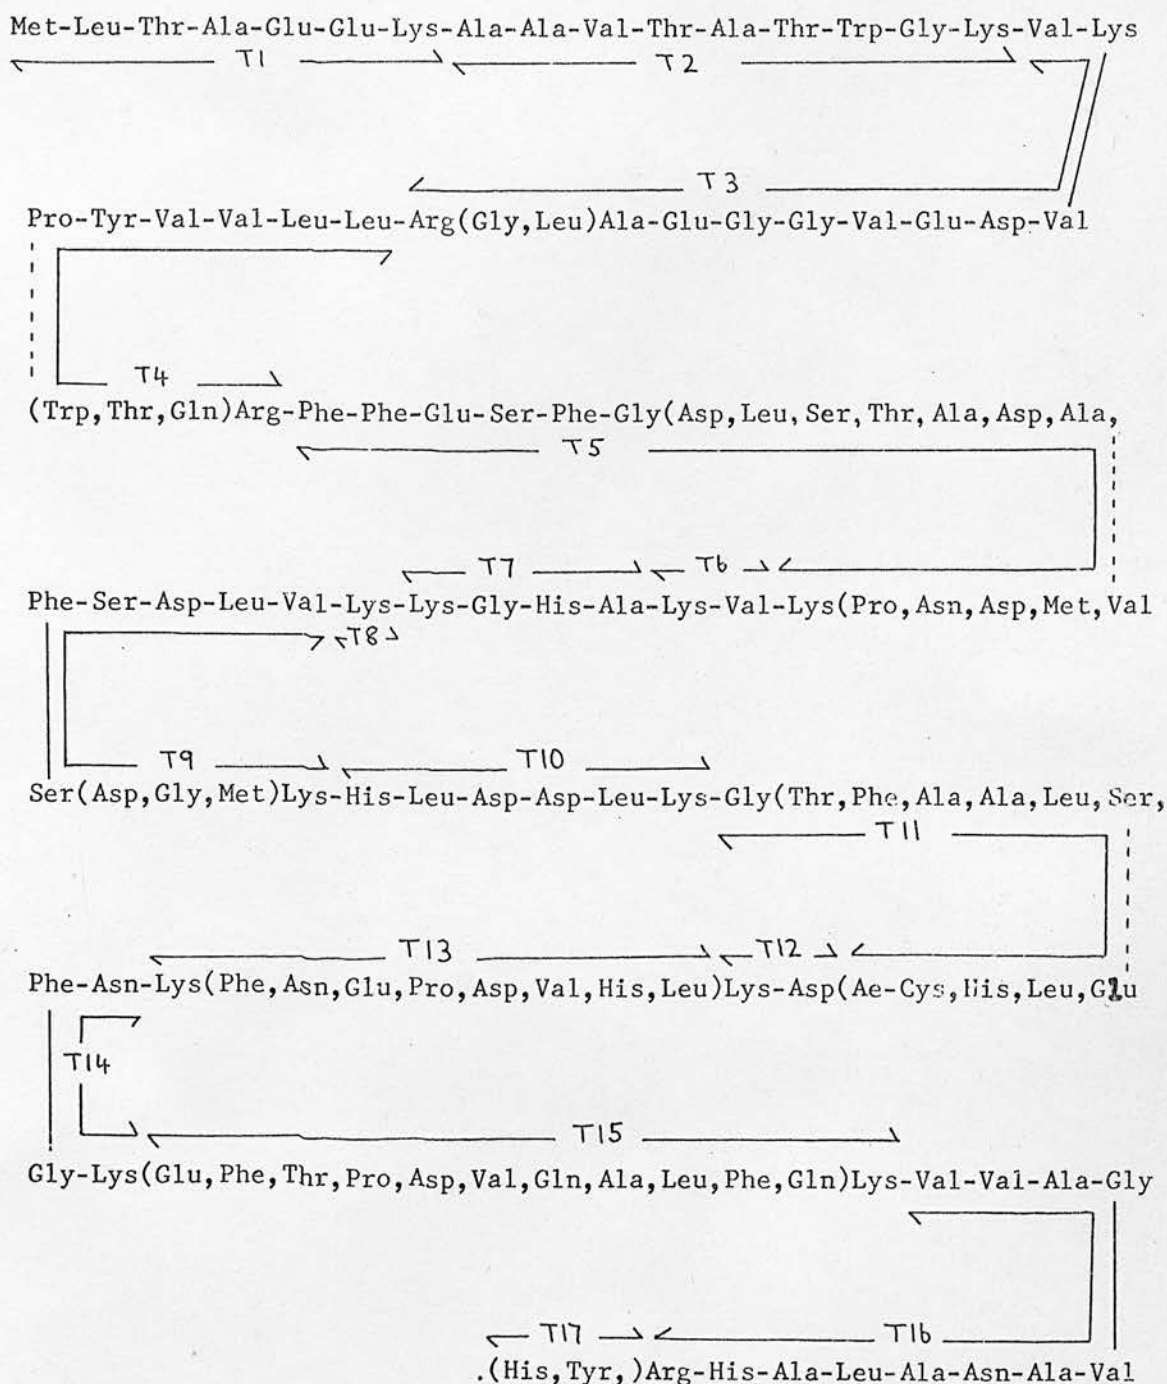 Met-Leu-Thr-Ala-Glu-Glu-Lys-Ala-Ala-Val-Thr-Ala-Thr-Trp-Gly-Lys-Val-Lys
T1 T2
T3
Pro-Tyr-Val-Val-Leu-Leu-Arg(Gly,Leu)Ala-Glu-Gly-Gly-Val-Glu-Asp-Val
T4
(Trp,Thr,Gln)Arg-Phe-Phe-Glu-Ser-Phe-Gly(Asp,Leu,Ser,Thr,Ala,Asp,Ala,
T5
T7 T6
Phe-Ser-Asp-Leu-Val-Lys-Lys-Gly-His-Ala-Lys-Val-Lys(Pro,Asn,Asp,Met,Val
T8
T9 T10
Ser(Asp,Gly,Met)Lys-His-Leu-Asp-Asp-Leu-Lys-Gly(Thr,Phe,Ala,Ala,Leu,Ser,
T11
T13 T12
Phe-Asn-Lys(Phe,Asn,Glu,Pro,Asp,Val,His,Leu)Lys-Asp(Ae-Cys,His,Leu,Glu
T14
T15
Gly-Lys(Glu,Phe,Thr,Pro,Asp,Val,Gln,Ala,Leu,Phe,Gln)Lys-Val-Val-Ala-Gly
T17 T16
.(His,Tyr,)Arg-His-Ala-Leu-Ala-Asn-Ala-Val